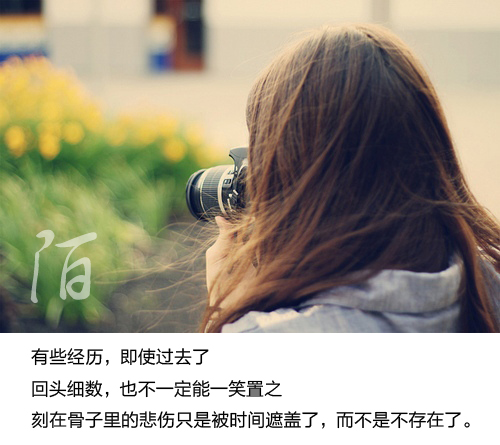 陌
有些经历，即使过去了
回头细数，也不一定能一笑置之
刻在骨子里的悲伤只是被时间遮盖了，而不是不存在了。